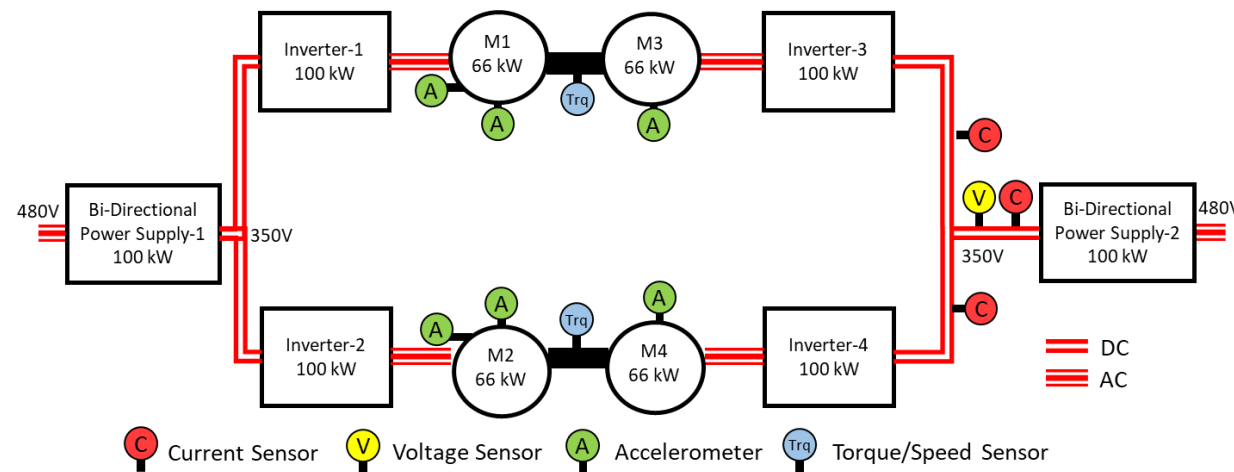 Inverter-1
100 kW
M1
66 kW
M3
66 kW
Inverter-3
100 kW
A
A
Trq
A
C
480V
Bi-Directional
Power Supply-1
100 kW
350V
V
C
350V
Bi-Directional
Power Supply-2
100 kW
480V
Inverter-2
100 kW
A
A
M2
66 kW
Trq
A
M4
66 kW
Inverter-4
100 kW
C
DC
AC
C Current Sensor V Voltage Sensor A Accelerometer Trq Torque/Speed Sensor